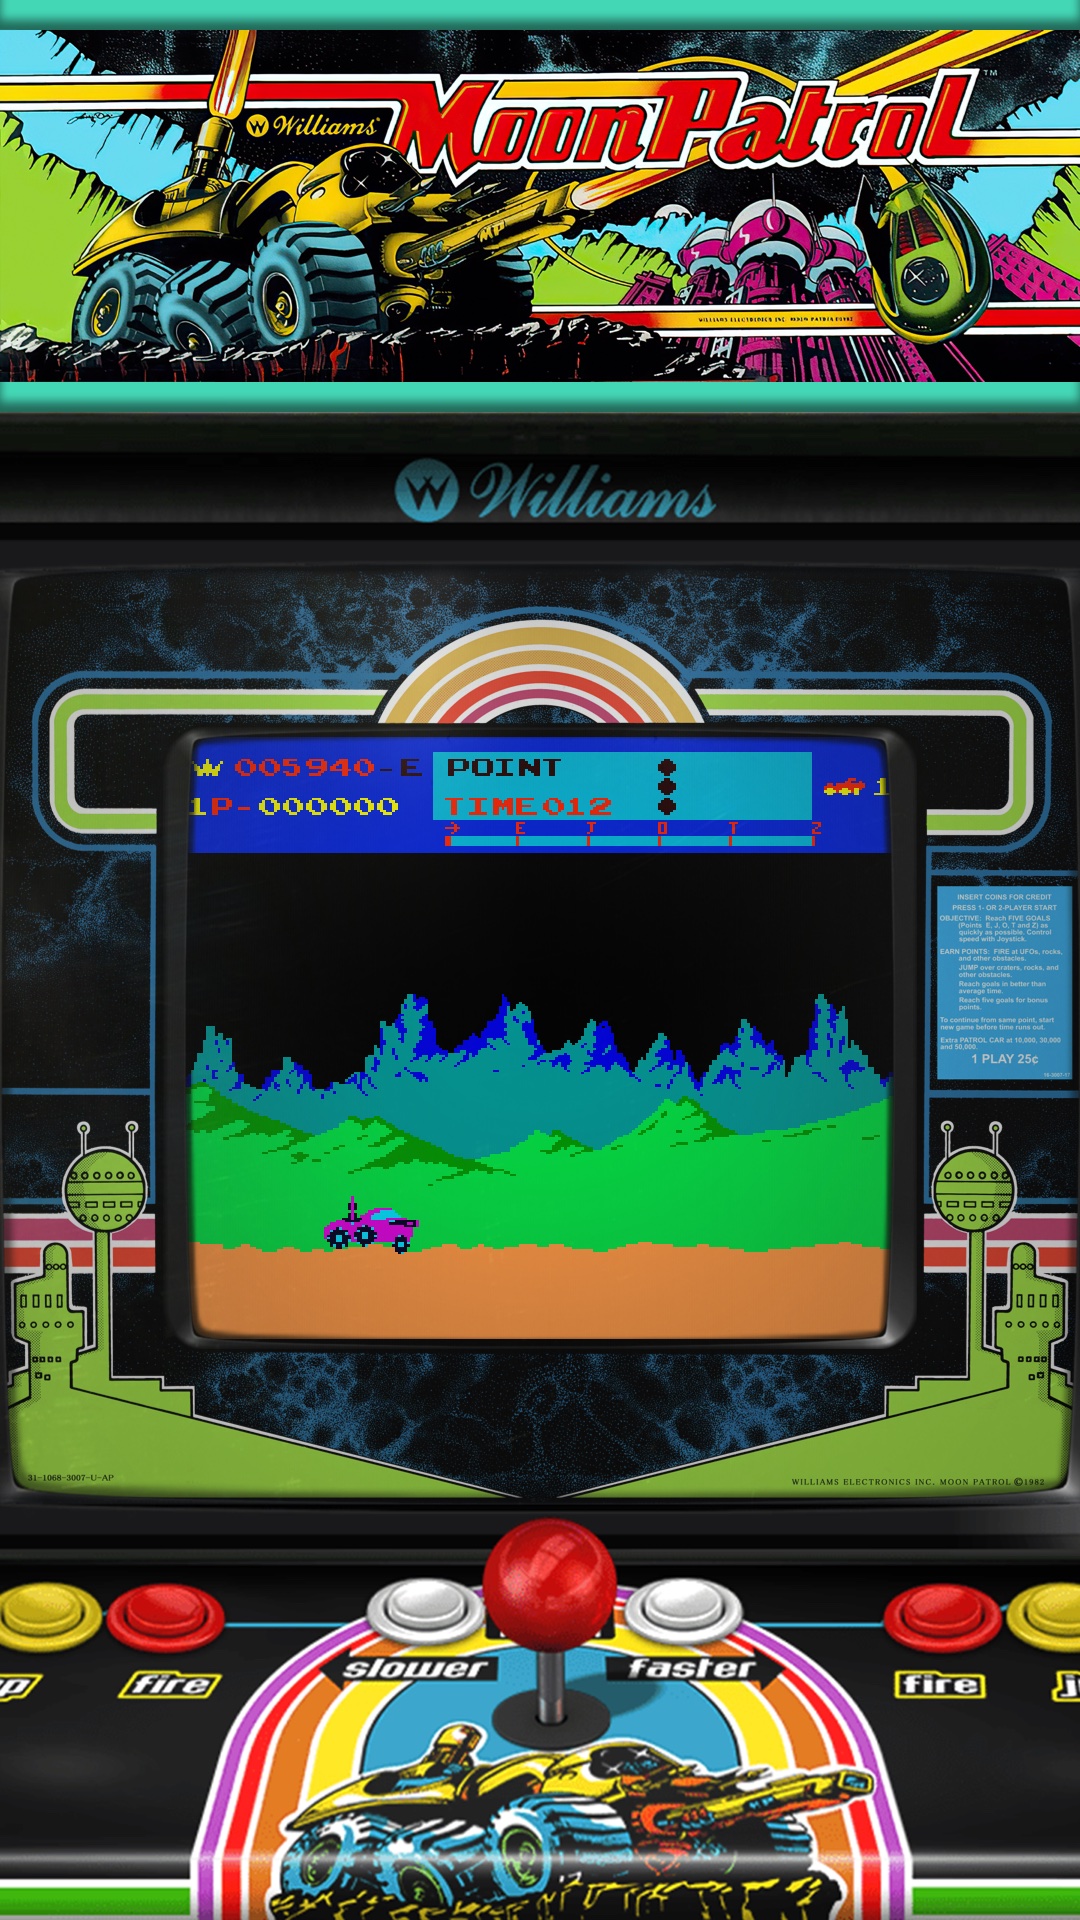 Williams
MoonPatrol™
MP
Williams
005940-E
POINT
1P-000000
TIME 012
1
E J O T Z
INSERT COINS FOR CREDIT
PRESS 1- OR 2-PLAYER START
OBJECTIVE: Reach FIVE GOALS
(Points E, J, O, T and Z) as
quickly as possible. Control
speed with Joystick.
EARN POINTS: FIRE at UFOs, rocks,
and other obstacles.
JUMP over craters, rocks, and
other obstacles.
Reach goals in better than
average time.
Reach five goals for bonus
points.
To continue from same point, start
new game before time runs out.
Extra PATROL CAR at 10,000, 30,000
and 50,000.
1 PLAY 25¢
31-1068-3007-U-AP
WILLIAMS ELECTRONICS INC. MOON PATROL ©1982
slower
faster
fire
fire